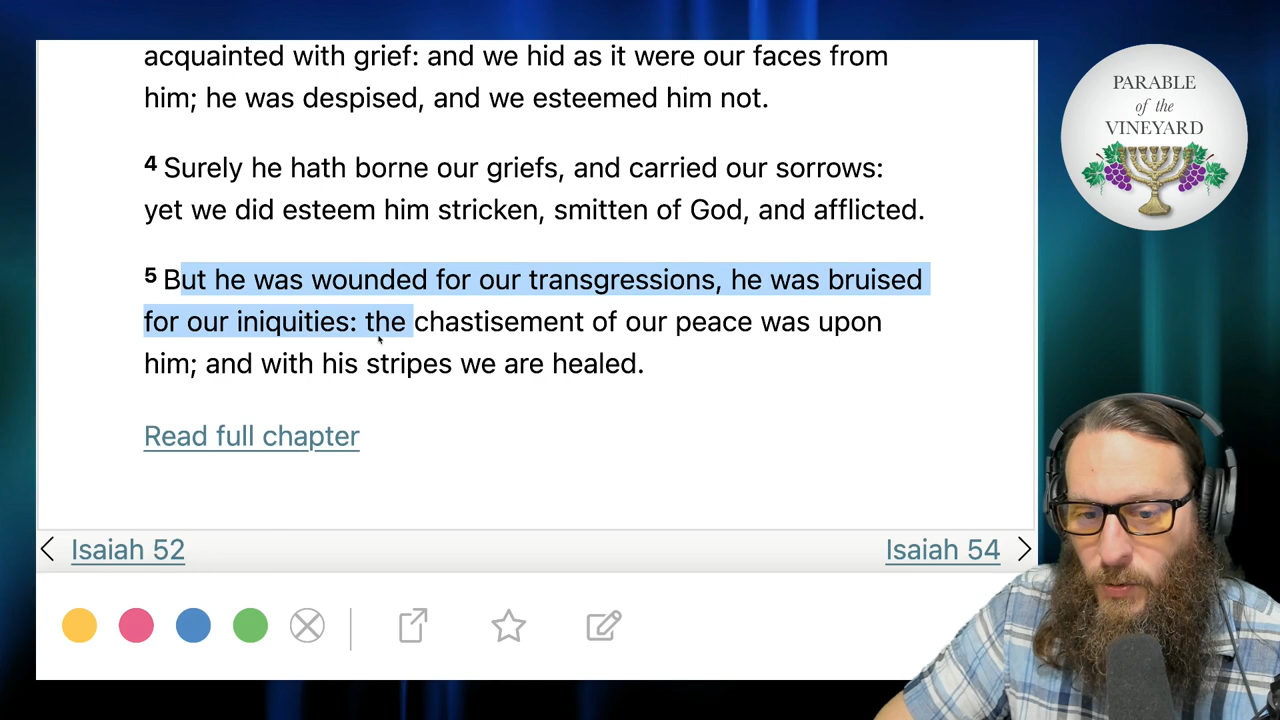 acquainted with grief: and we hid as it were our faces from
him; he was despised, and we esteemed him not.
4 Surely he hath borne our griefs, and carried our sorrows:
yet we did esteem him stricken, smitten of God, and afflicted.
5 But he was wounded for our transgressions, he was bruised
for our iniquities: the chastisement of our peace was upon
him; and with his stripes we are healed.
Read full chapter
Isaiah 52
Isaiah 54
PARABLE
of the
VINEYARD